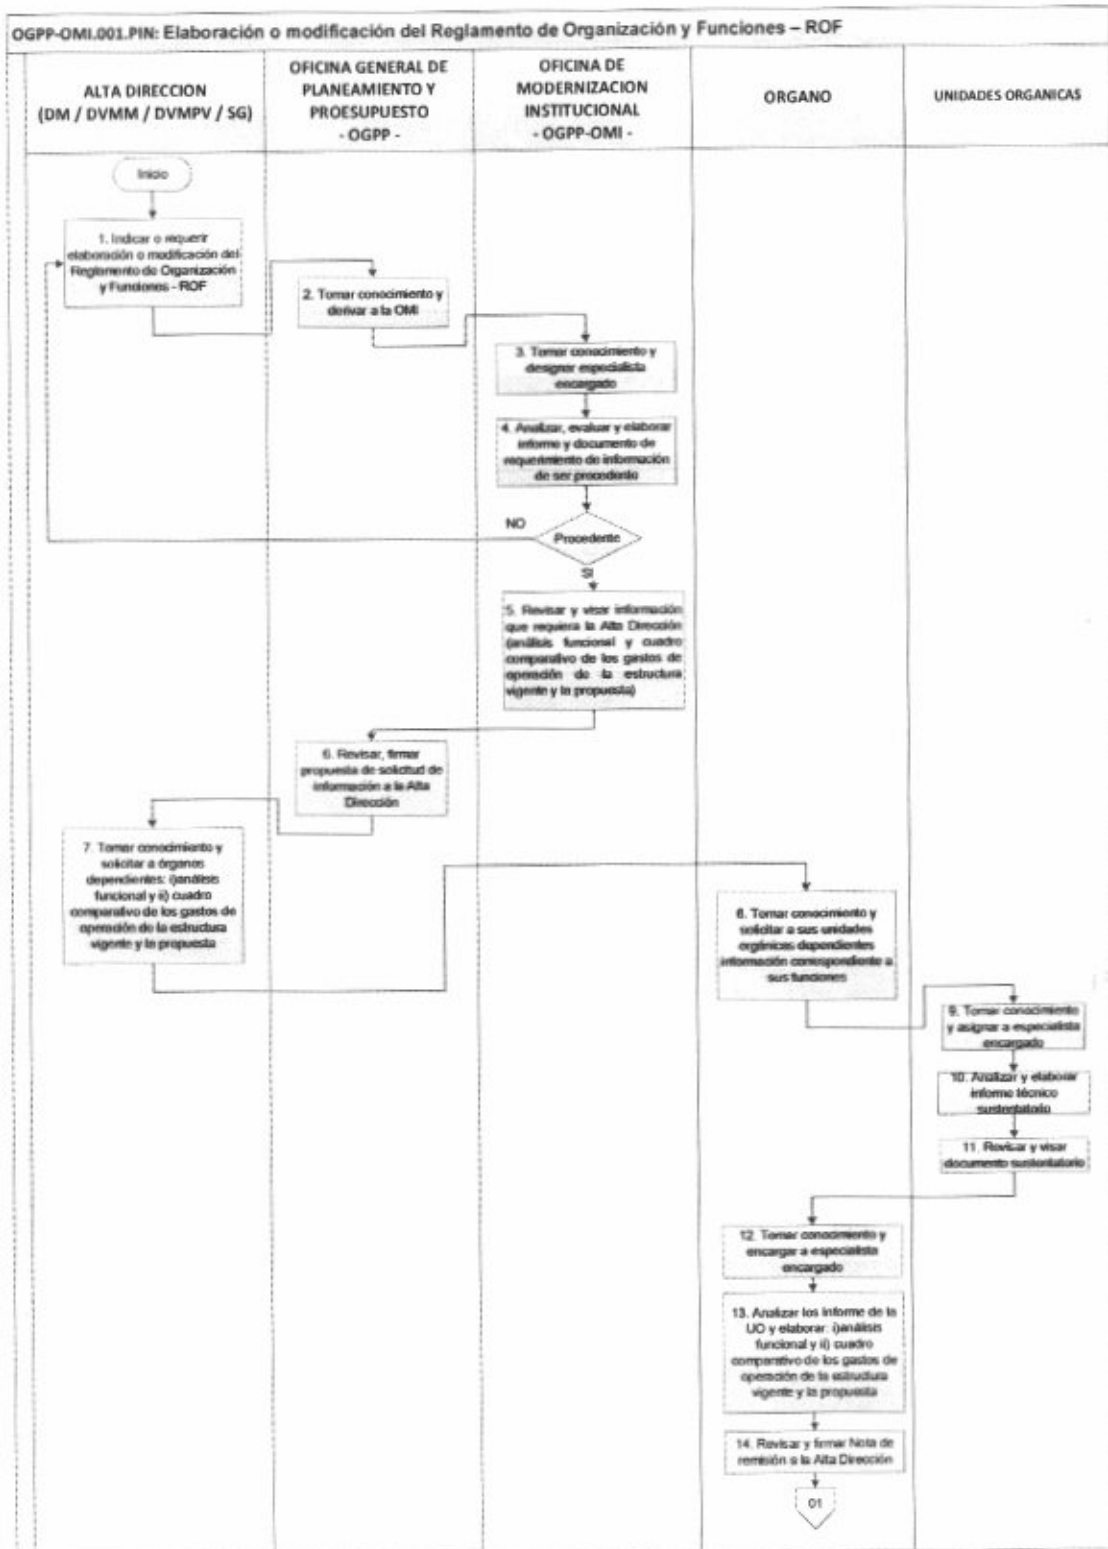 OGPP-OMI.001.PIN: Elaboración o modificación del Reglamento de Organización y Funciones – ROF
ALTA DIRECCION
(DM / DVMM / DVMPV / SG)
OFICINA GENERAL DE
PLANEAMIENTO Y
PROESUPUESTO
- OGPP -
OFICINA DE
MODERNIZACION
INSTITUCIONAL
- OGPP-OMI -
ORGANO
UNIDADES ORGANICAS
Inicio
1. Indicar o requerir
elaboración o modificación del
Reglamento de Organización
y Funciones - ROF
2. Tomar conocimiento y
derivar a la OMI
3. Tomar conocimiento y
designar especialista
encargado
4. Analizar, evaluar y elaborar
informe y documento de
requerimiento de información
de ser procedente
NO
Procedente
SI
5. Revisar y visar información
que requiera la Alta Dirección
(análisis funcional y cuadro
comparativo de los gastos de
operación de la estructura
vigente y la propuesta)
6. Revisar, firmar
propuesta de solicitud de
información a la Alta
Dirección
7. Tomar conocimiento y
solicitar a órganos
dependientes: i)análisis
funcional y ii) cuadro
comparativo de los gastos de
operación de la estructura
vigente y la propuesta
8. Tomar conocimiento y
solicitar a sus unidades
orgánicas dependientes
información correspondiente a
sus funciones
9. Tomar conocimiento
y asignar a especialista
encargado
10. Analizar y elaborar
informe técnico
sustentatorio
11. Revisar y visar
documento sustentatorio
12. Tomar conocimiento y
encargar a especialista
encargado
13. Analizar los informe de la
UO y elaborar: i)análisis
funcional y ii) cuadro
comparativo de los gastos de
operación de la estructura
vigente y la propuesta
14. Revisar y firmar Nota de
remisión a la Alta Dirección
01